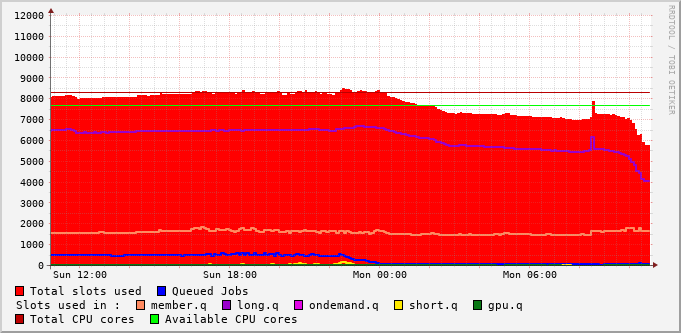 12000
11000
10000
9000
8000
7000
6000
5000
4000
3000
2000
1000
0
Sun 12:00 Sun 18:00 Mon 00:00 Mon 06:00
Total slots used Queued Jobs
Slots used in : member.q long.q ondemand.q short.q gpu.q
Total CPU cores Available CPU cores
RRDTOOL / TOBI OETIKER